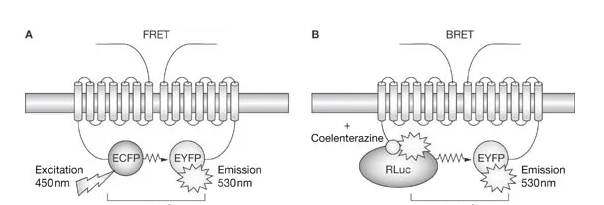 A
FRET
ECFP
EYFP
Excitation
450nm
Emission
530nm
B
BRET
+
Coelenterazine
RLuc
EYFP
Emission
530nm